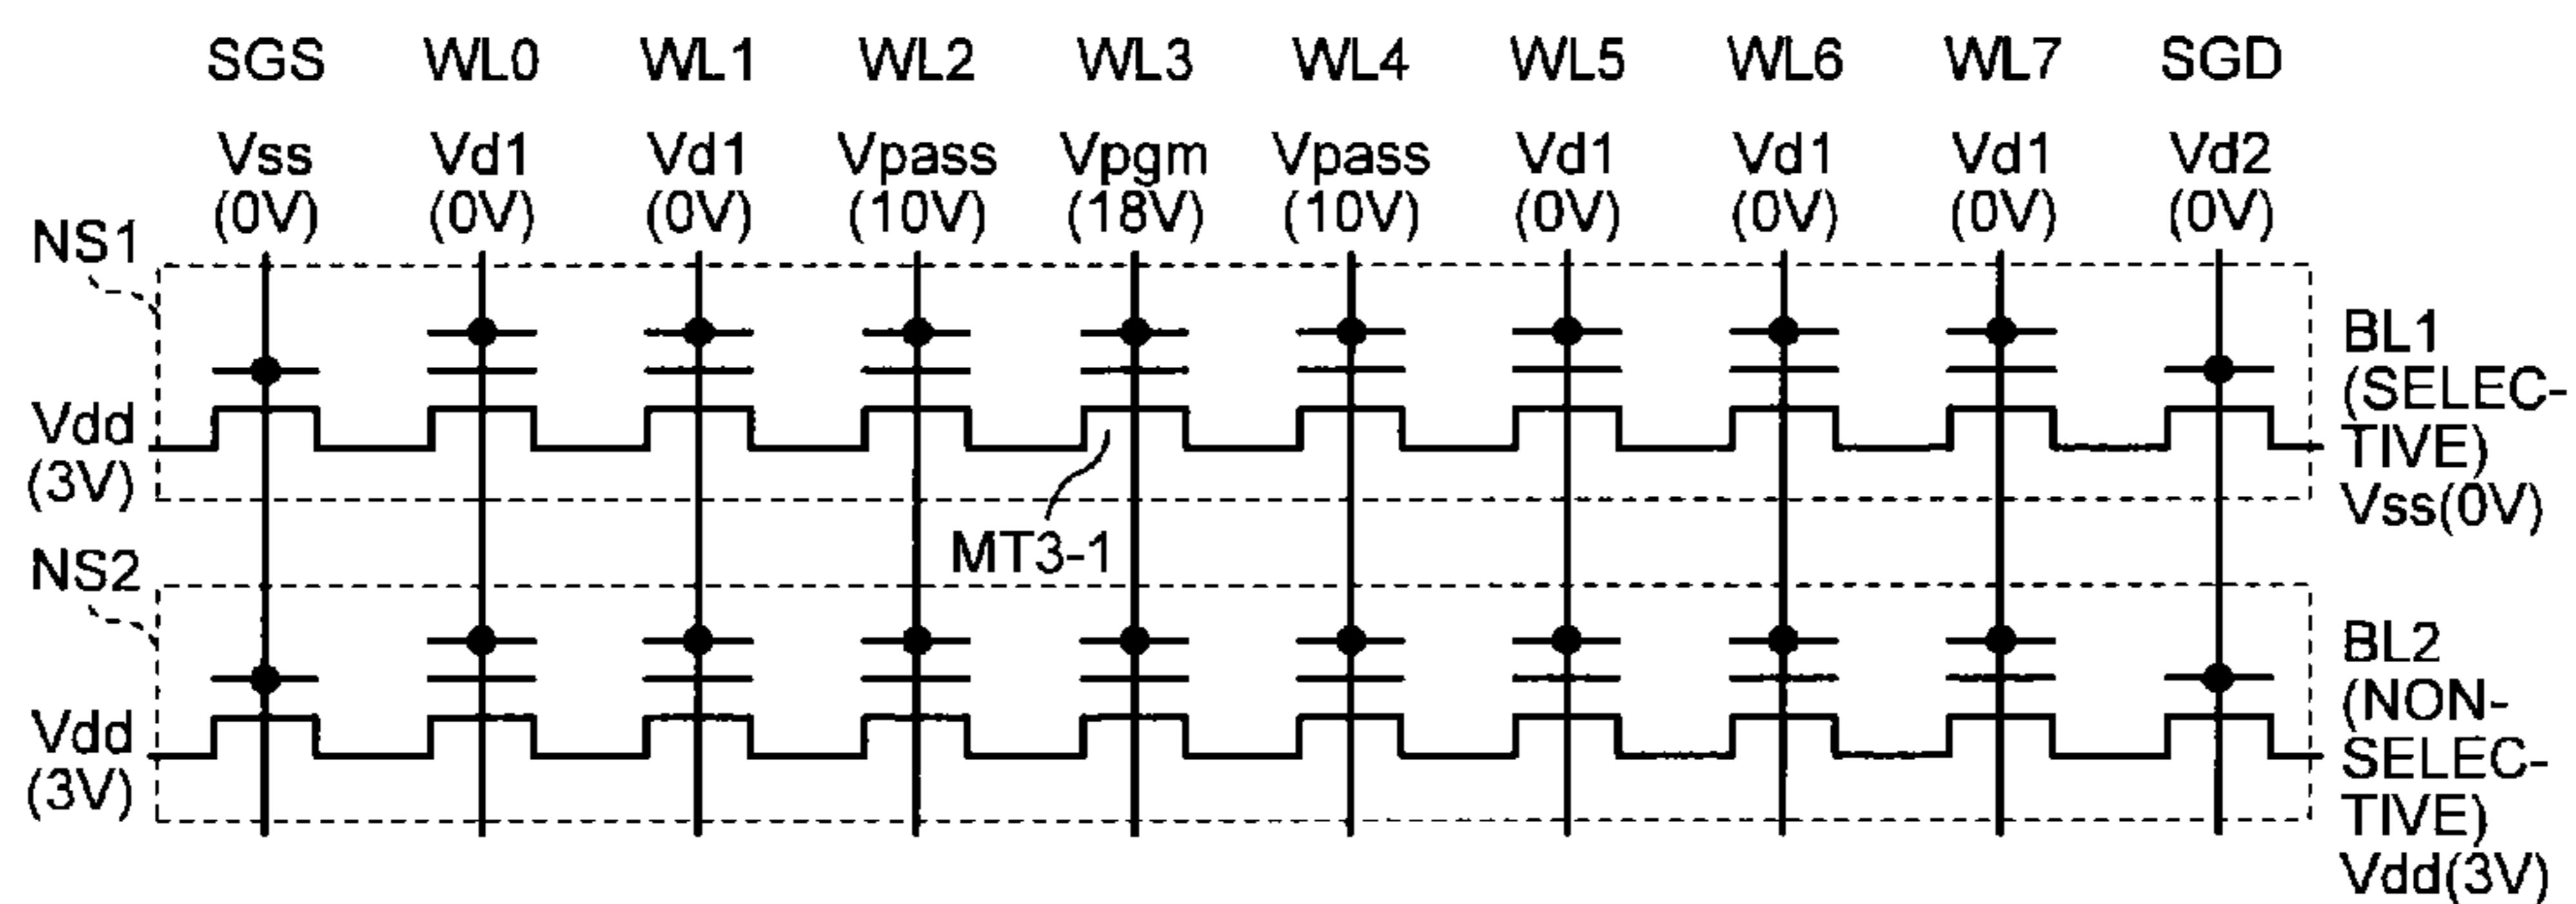 SGS WL0 WL1 WL2 WL3 WL4 WL5 WL6 WL7 SGD
Vss Vd1 Vd1 Vpass Vpgm Vpass Vd1 Vd1 Vd1 Vd2
(0V) (0V) (0V) (10V) (18V) (10V) (0V) (0V) (0V) (0V)
NS1
Vdd
(3V)
MT3-1
BL1
(SELEC-
TIVE)
Vss(0V)
NS2
Vdd
(3V)
BL2
(NON-
SELEC-
TIVE)
Vdd(3V)